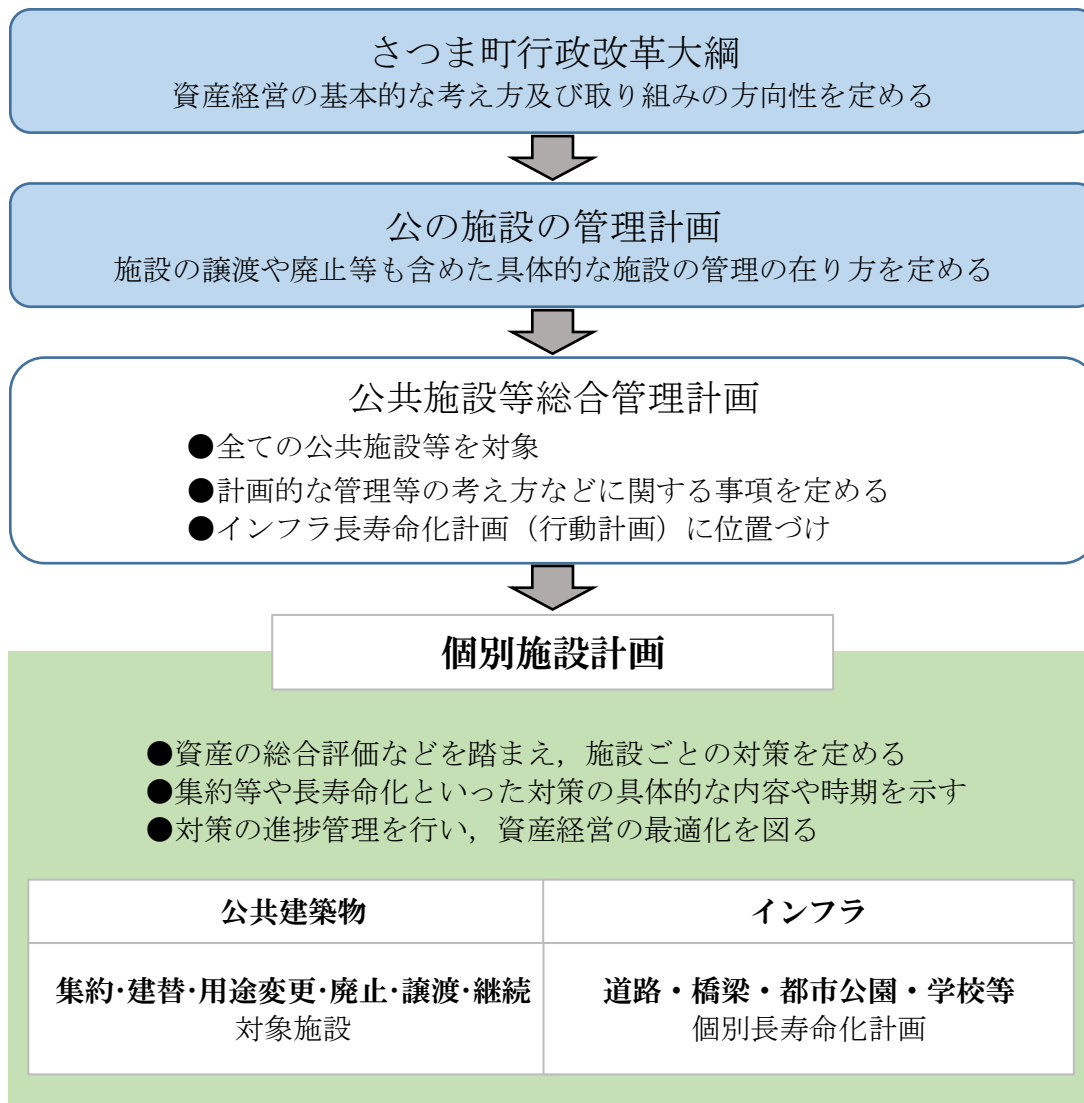 さつま町行政改革大綱
資産経営の基本的な考え方及び取り組みの方向性を定める
公の施設の管理計画
施設の譲渡や廃止等も含めた具体的な施設の管理の在り方を定める
公共施設等総合管理計画
●全ての公共施設等を対象
●計画的な管理等の考え方などに関する事項を定める
●インフラ長寿命化計画（行動計画）に位置づけ
個別施設計画
●資産の総合評価などを踏まえ，施設ごとの対策を定める
●集約等や長寿命化といった対策の具体的な内容や時期を示す
●対策の進捗管理を行い，資産経営の最適化を図る
公共建築物
集約･建替･用途変更･廃止･譲渡･継続
対象施設
インフラ
道路・橋梁・都市公園・学校等
個別長寿命化計画